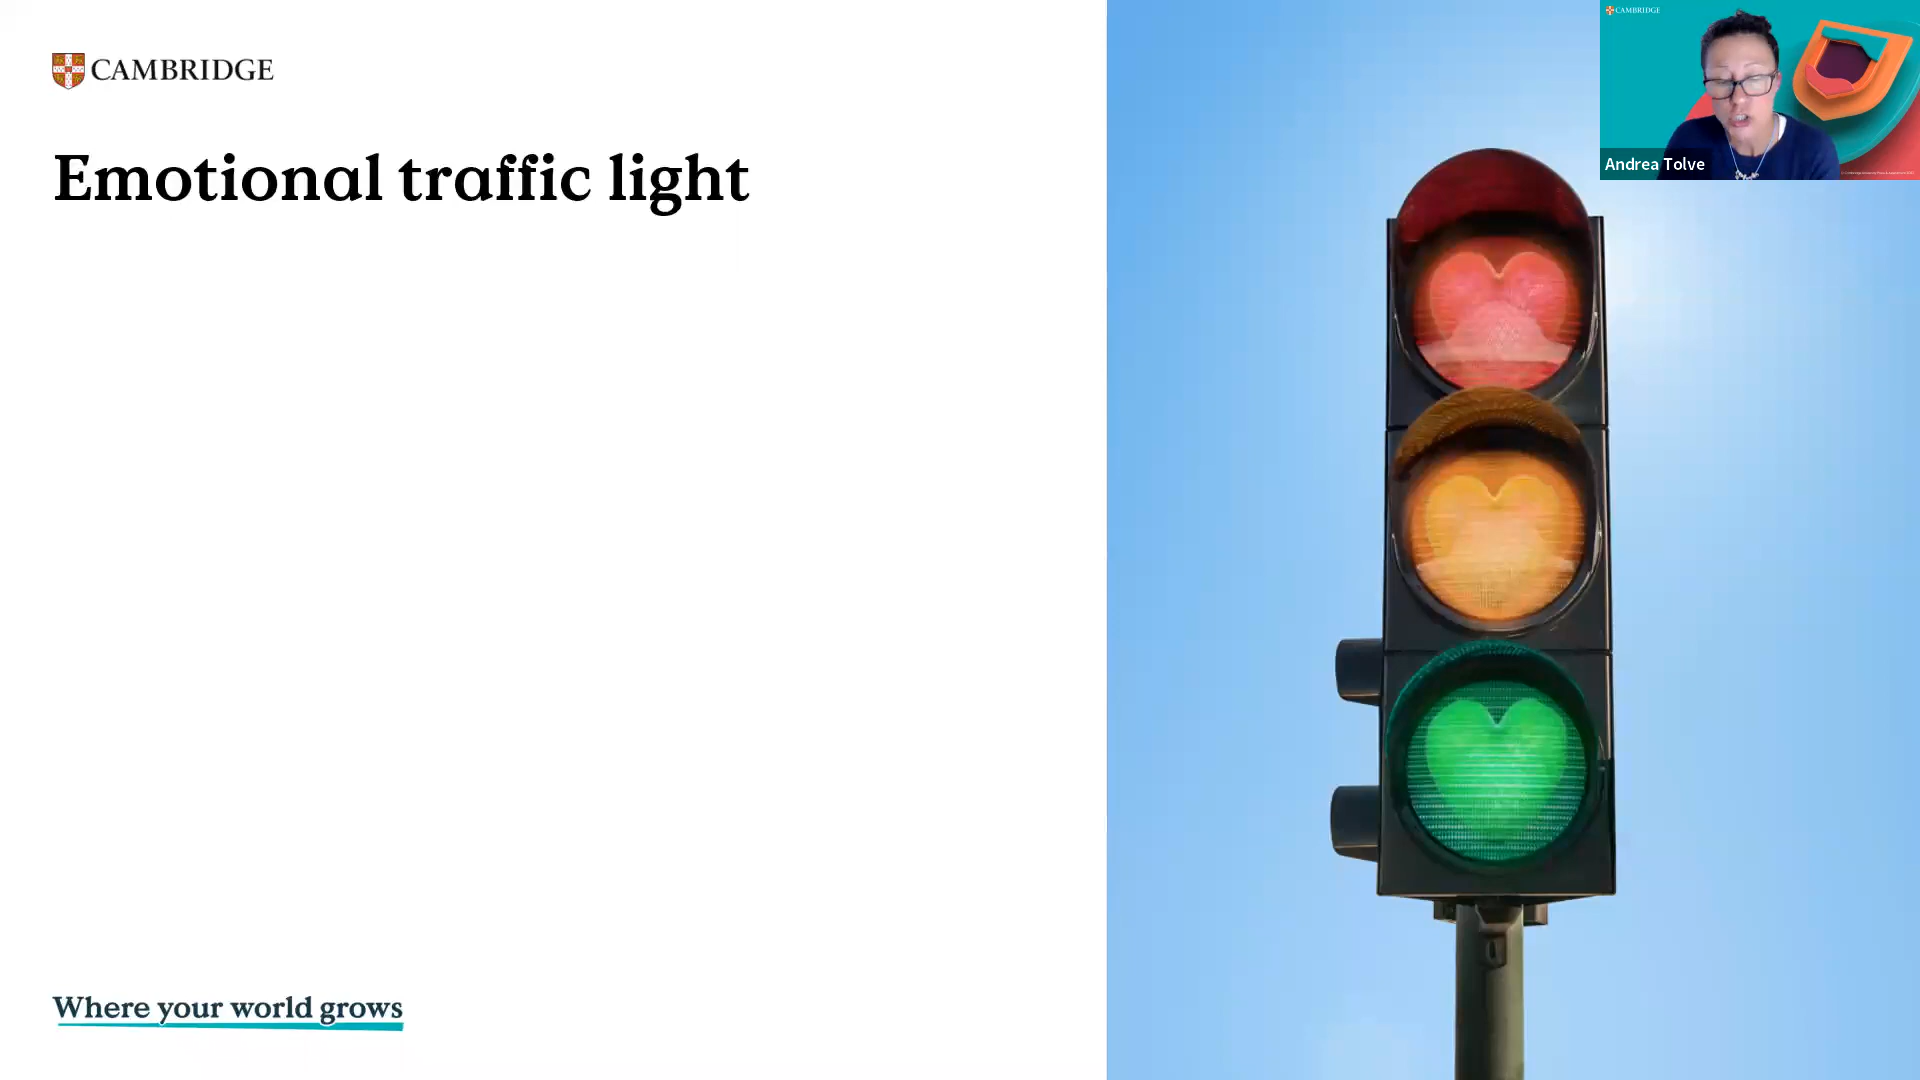 CAMBRIDGE
Emotional traffic light
Where your world grows
CAMBRIDGE
Andrea Tolve